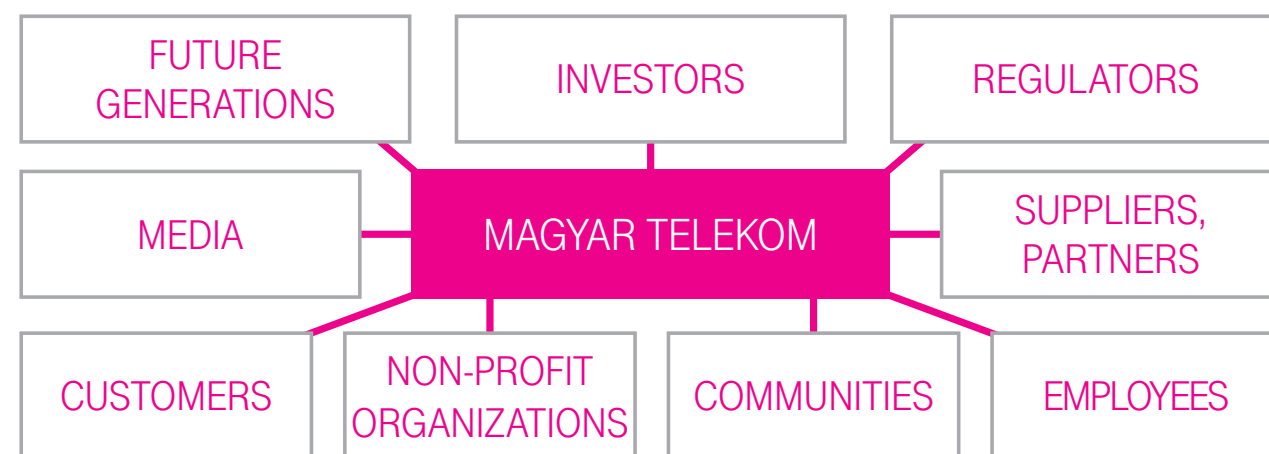 FUTURE
GENERATIONS
INVESTORS
REGULATORS
MEDIA
MAGYAR TELEKOM
SUPPLIERS,
PARTNERS
CUSTOMERS
NON-PROFIT
ORGANIZATIONS
COMMUNITIES
EMPLOYEES